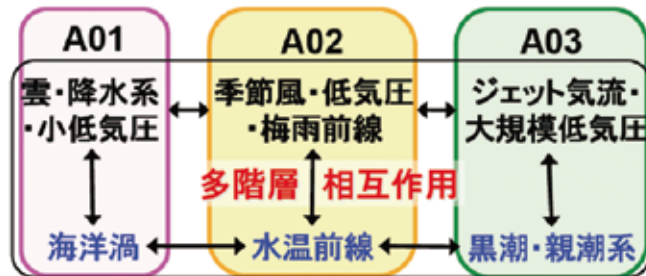 A01
A02
A03
雲・降水系
・小低気圧
季節風・低気圧
・梅雨前線
ジェット気流・
大規模低気圧
多階層 相互作用
海洋渦
水温前線
黒潮・親潮系